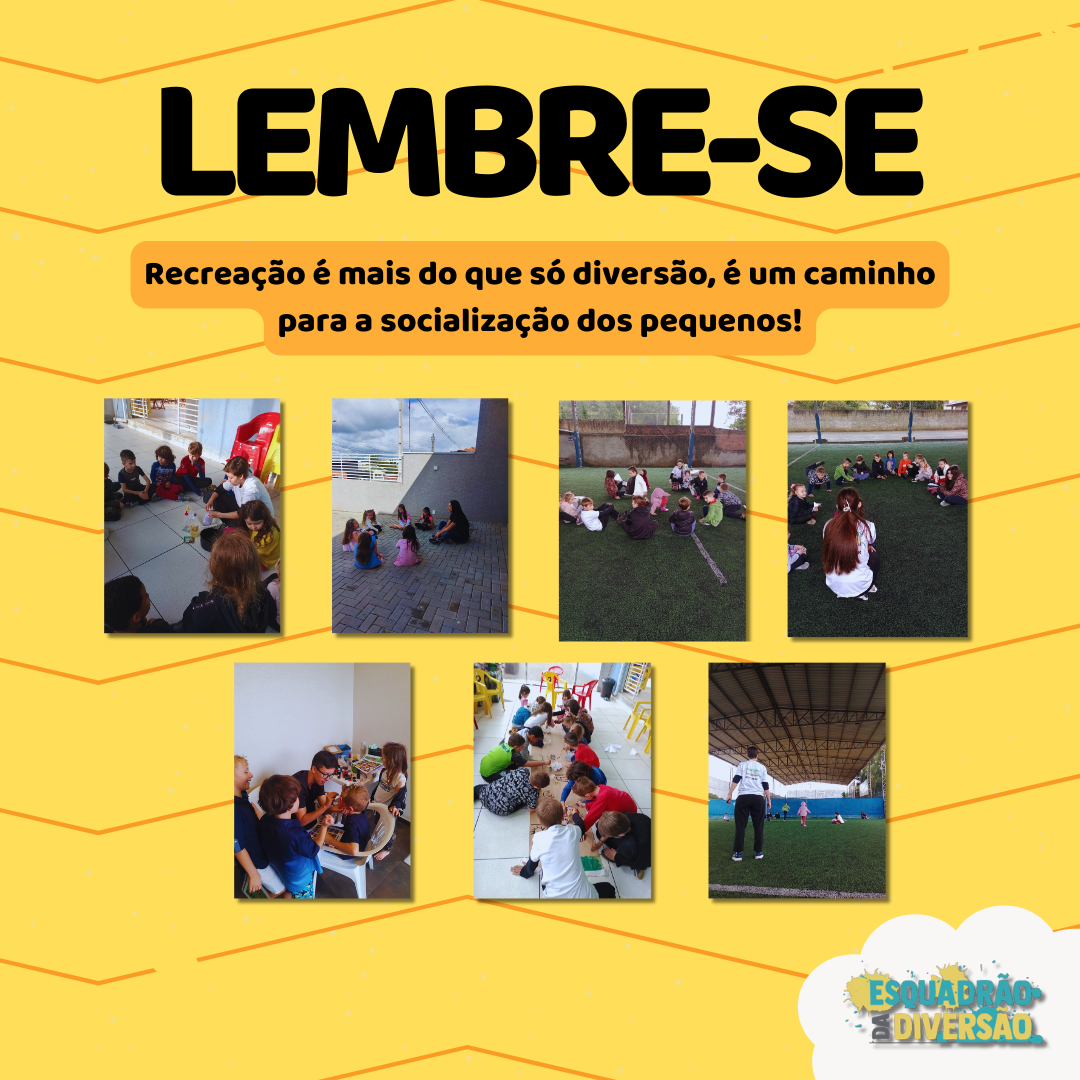 LEMBRE-SE
Recreação é mais do que só diversão, é um caminho
para a socialização dos pequenos!
ESQUADRÃO
DA
DIVERSÃO